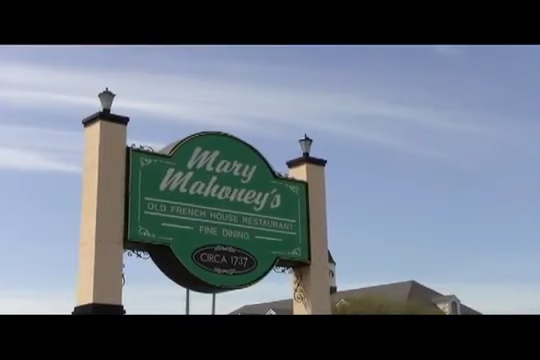 Mary
Mahoney's
OLD FRENCH HOUSE RESTAURANT
FINE DINING
CIRCA 1737